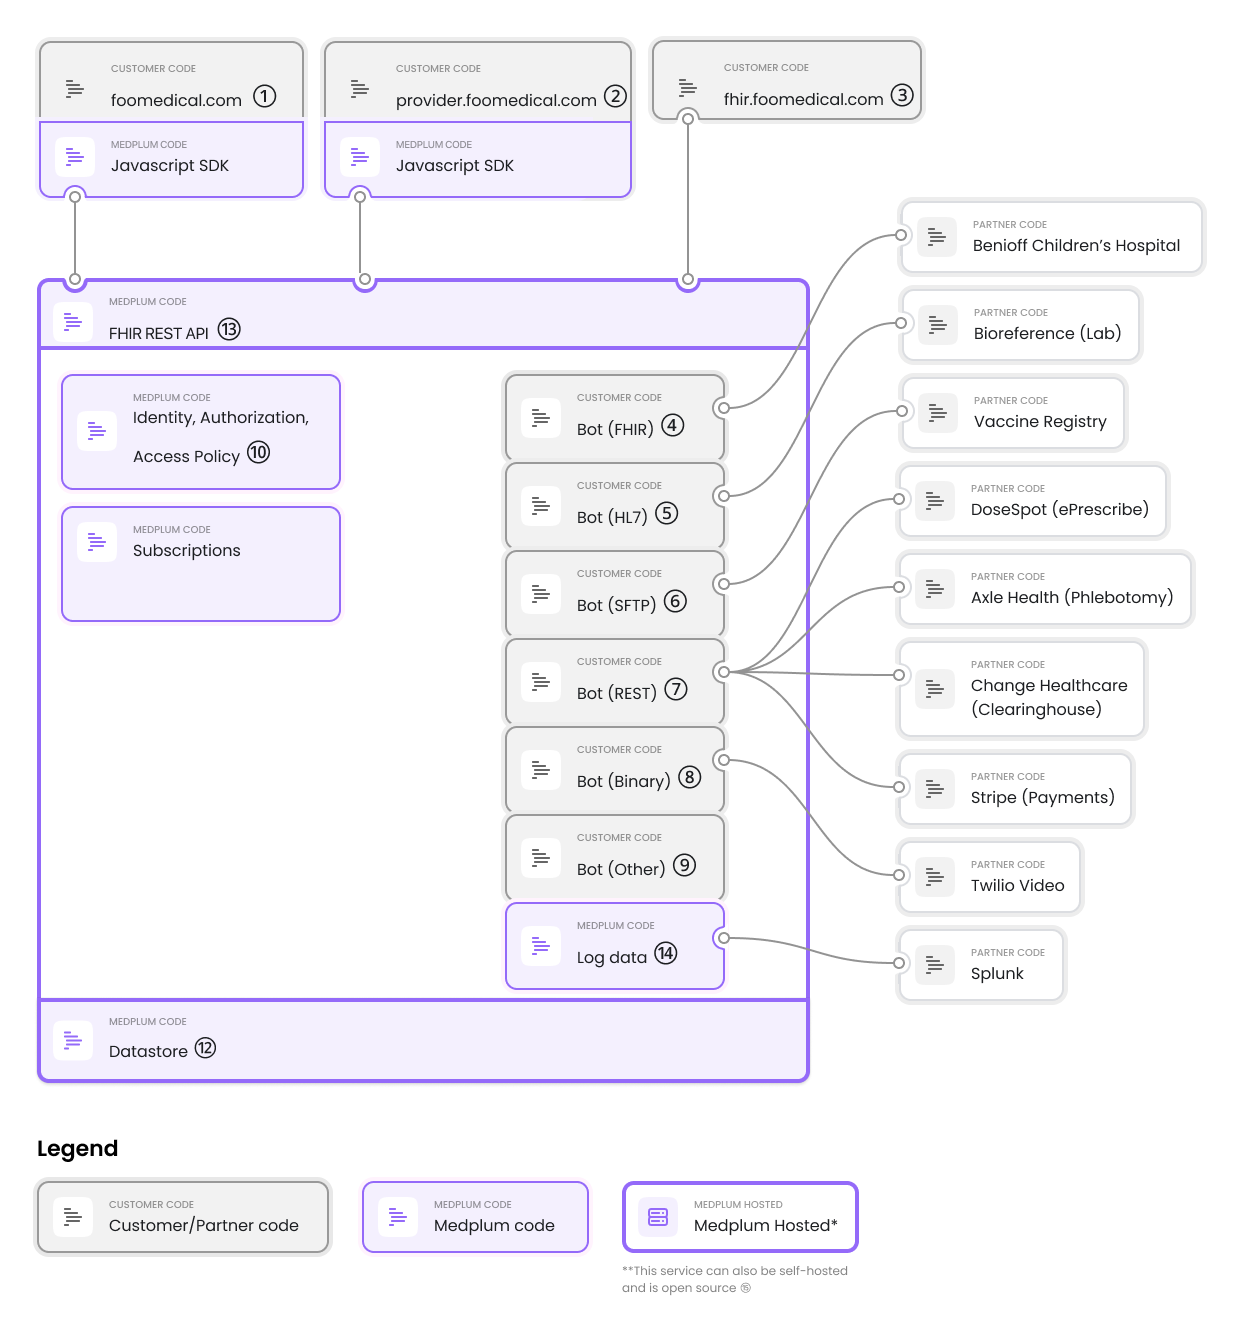 CUSTOMER CODE
foomedical.com ①
MEDPLUM CODE
Javascript SDK
CUSTOMER CODE
provider.foomedical.com ②
MEDPLUM CODE
Javascript SDK
CUSTOMER CODE
fhir.foomedical.com ③
MEDPLUM CODE
FHIR REST API ⑬
MEDPLUM CODE
Identity, Authorization,
Access Policy ⑩
MEDPLUM CODE
Subscriptions
CUSTOMER CODE
Bot (FHIR) ④
CUSTOMER CODE
Bot (HL7) ⑤
CUSTOMER CODE
Bot (SFTP) ⑥
CUSTOMER CODE
Bot (REST) ⑦
CUSTOMER CODE
Bot (Binary) ⑧
CUSTOMER CODE
Bot (Other) ⑨
MEDPLUM CODE
Log data ⑭
MEDPLUM CODE
Datastore ⑫
PARTNER CODE
Benioff Children’s Hospital
PARTNER CODE
Bioreference (Lab)
PARTNER CODE
Vaccine Registry
PARTNER CODE
DoseSpot (ePrescribe)
PARTNER CODE
Axle Health (Phlebotomy)
PARTNER CODE
Change Healthcare
(Clearinghouse)
PARTNER CODE
Stripe (Payments)
PARTNER CODE
Twilio Video
PARTNER CODE
Splunk
Legend
CUSTOMER CODE
Customer/Partner code
MEDPLUM CODE
Medplum code
MEDPLUM HOSTED
Medplum Hosted*
**This service can also be self-hosted
and is open source